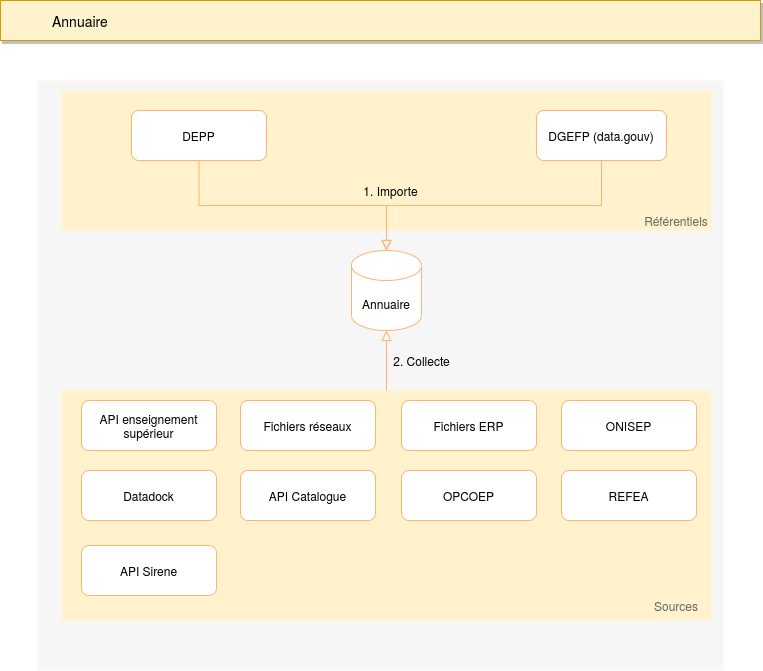 Annuaire
DEPP
DGEFP (data.gouv)
1. Importe
Référentiels
Annuaire
2. Collecte
API enseignement
supérieur
Fichiers réseaux
Fichiers ERP
ONISEP
Datadock
API Catalogue
OPCOEP
REFEA
API Sirene
Sources